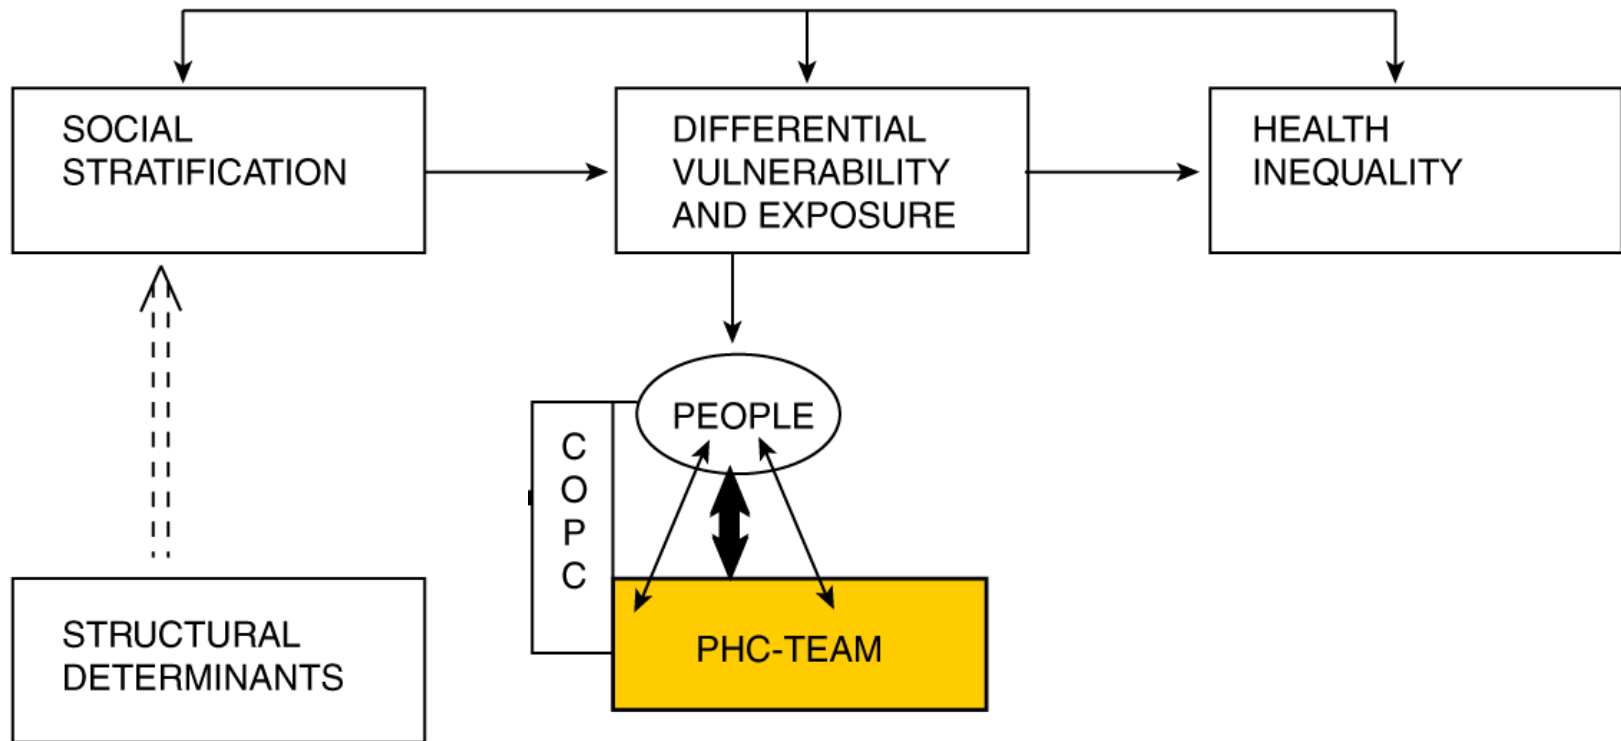 SOCIAL
STRATIFICATION
DIFFERENTIAL
VULNERABILITY
AND EXPOSURE
HEALTH
INEQUALITY
PEOPLE
C
O
P
C
STRUCTURAL
DETERMINANTS
PHC-TEAM